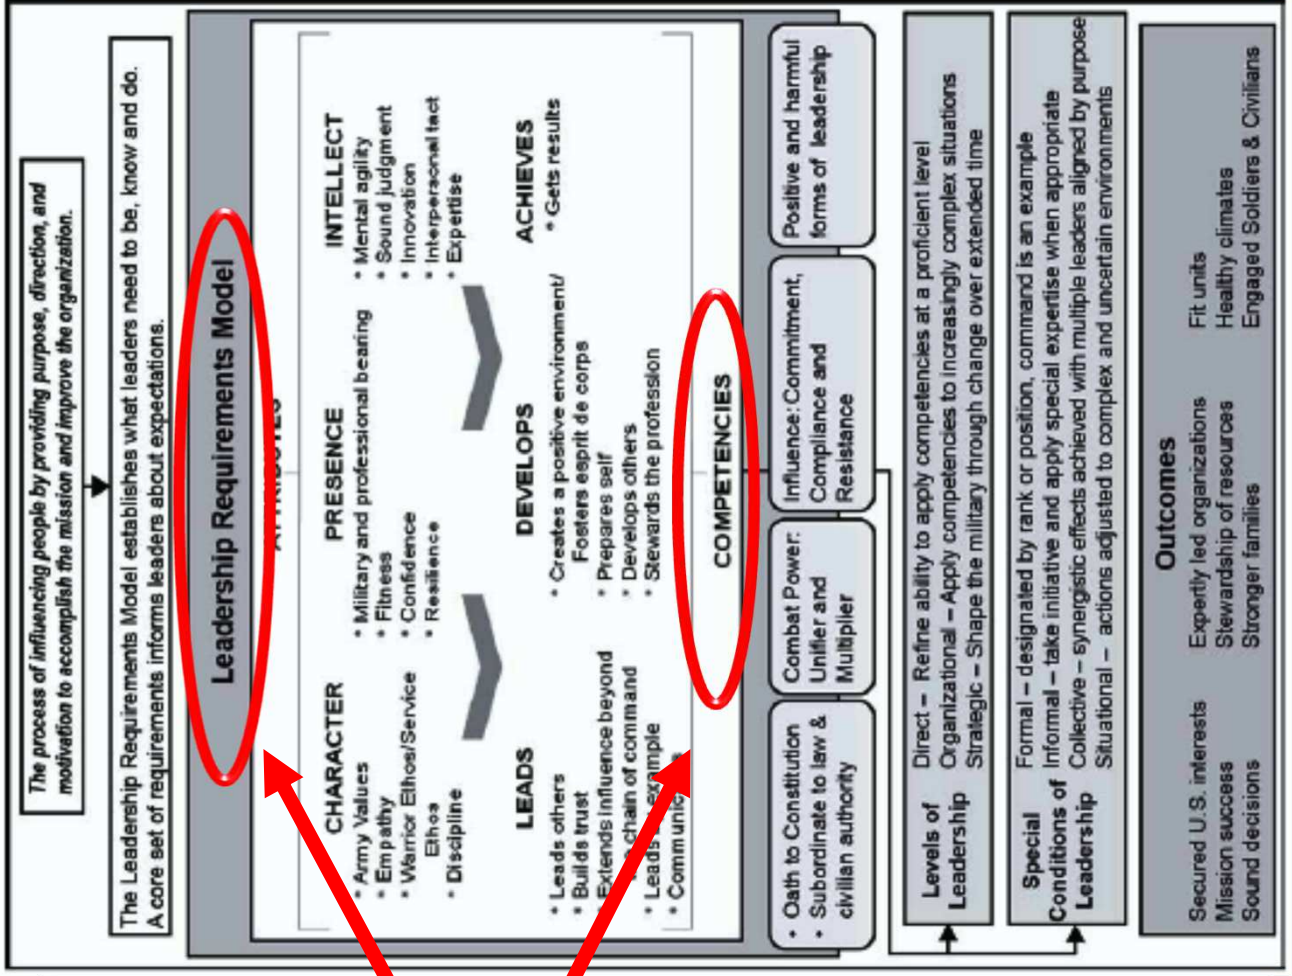 The process of influencing people by providing purpose, direction, and
motivation to accomplish the mission and improve the organization.
The Leadership Requirements Model establishes what leaders need to be, know and do.
A core set of requirements informs leaders about expectations.
Leadership Requirements Model
CHARACTER
* Army Values
* Empathy
* Warrior Ethos/Service
Ethos
* Discipline
PRESENCE
* Military and professional bearing
* Fitness
* Confidence
* Resilience
INTELLECT
* Mental agility
* Sound judgment
* Innovation
* Interpersonal tact
* Expertise
LEADS
* Leads others
* Builds trust
* Extends influence beyond
chain of command
* Leads example
*
DEVELOPS
* Creates a positive environment/
Fosters esprit de corps
* Prepares self
* Develops others
* Stewards the profession
ACHIEVES
* Gets results
COMPETENCIES
• Oath to Constitution
• Subordinate to law &
civilian authority
Combat Power:
Unifier and
Multiplier
Influence: Commitment,
Compliance and
Resistance
Positive and harmful
forms of leadership
Levels of
Leadership
Direct – Refine ability to apply competencies at a proficient level
Organizational – Apply competencies to increasingly complex situations
Strategic – Shape the military through change over extended time
Special
Conditions of
Leadership
Formal – designated by rank or position, command is an example
Informal – take initiative and apply special expertise when appropriate
Collective – synergistic effects achieved with multiple leaders aligned by purpose
Situational – actions adjusted to complex and uncertain environments
Outcomes
Secured U.S. interests
Mission success
Sound decisions
Expertly led organizations
Stewardship of resources
Stronger families
Fit units
Healthy climates
Engaged Soldiers & Civilians